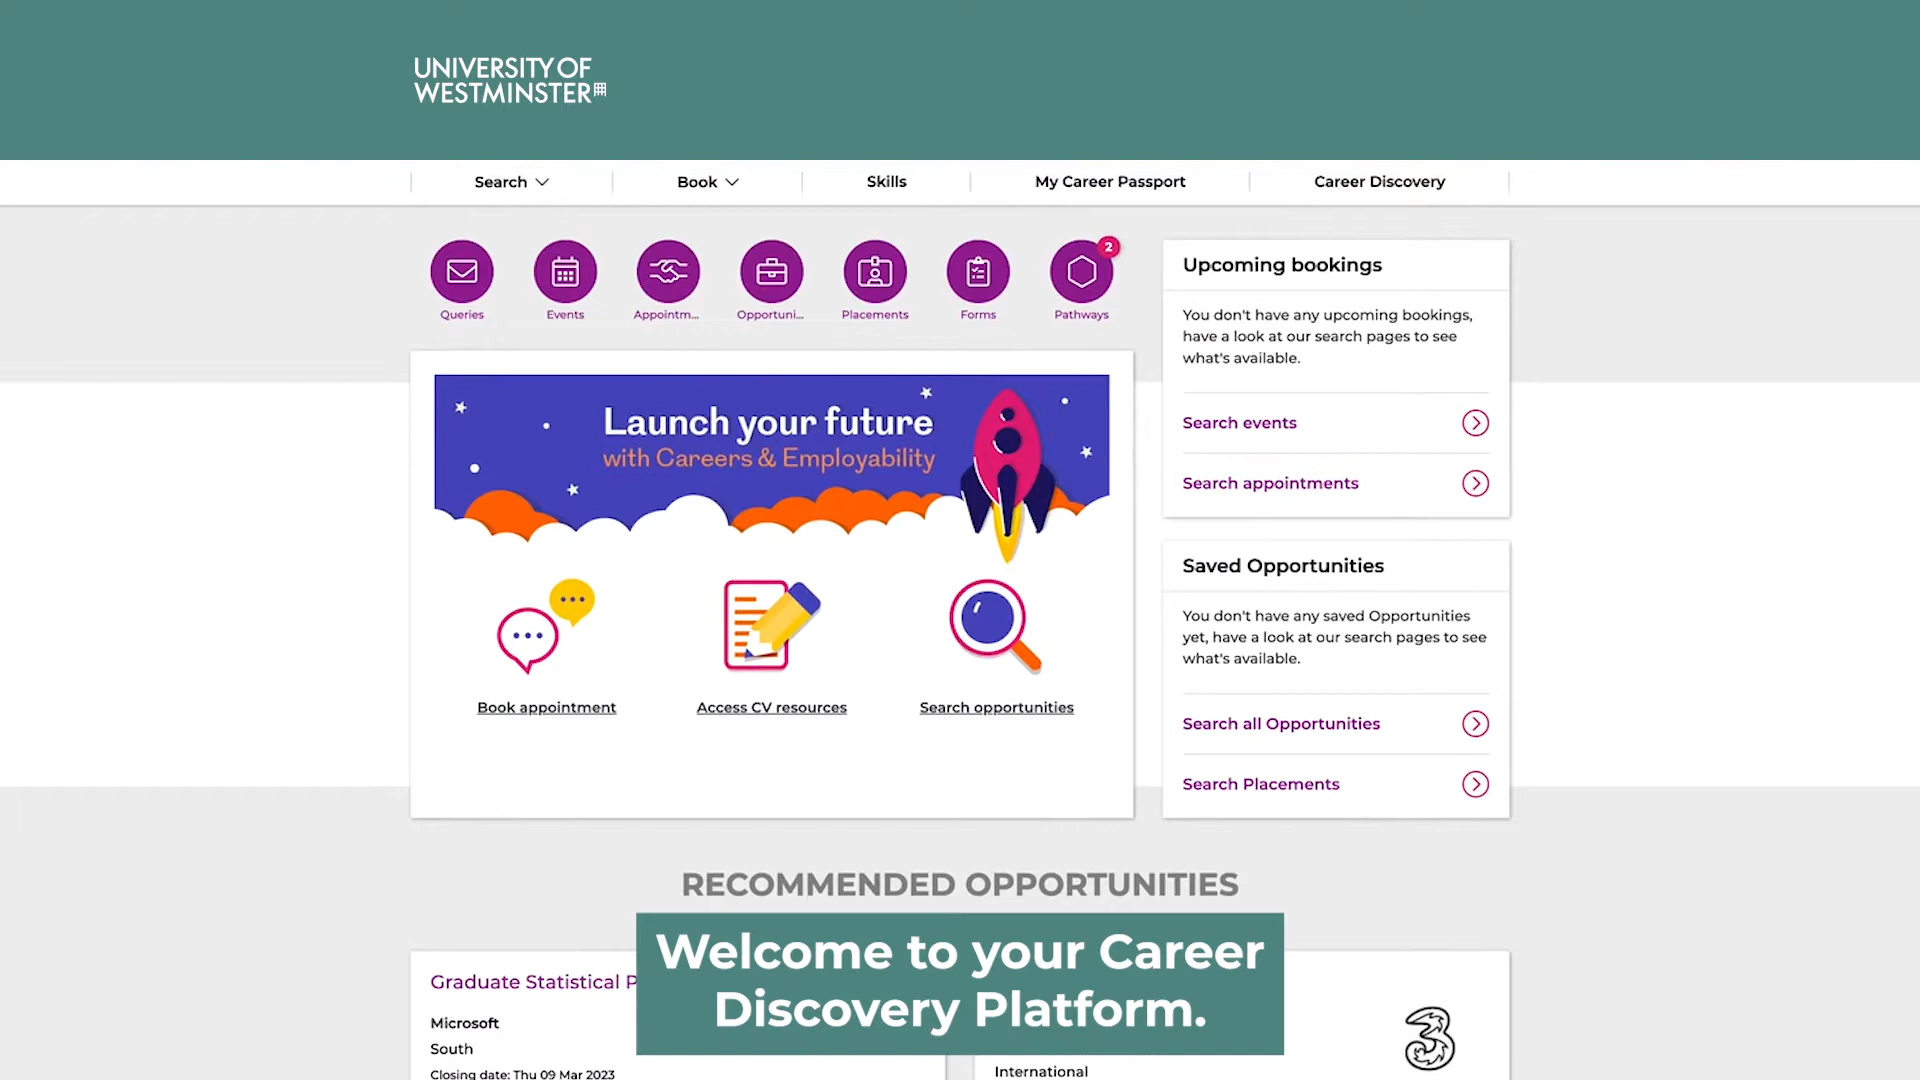 UNIVERSITY OF
WESTMINSTER
Search
Book
Skills
My Career Passport
Career Discovery
2
Queries
Events
Appointm...
Opportuni...
Placements
Forms
Pathways
Launch your future
with Careers & Employability
Book appointment
Access CV resources
Search opportunities
Upcoming bookings
You don't have any upcoming bookings,
have a look at our search pages to see
what's available.
Search events
Search appointments
Saved Opportunities
You don't have any saved Opportunities
yet, have a look at our search pages to see
what's available.
Search all Opportunities
Search Placements
RECOMMENDED OPPORTUNITIES
Welcome to your Career
Discovery Platform.
Graduate Statistical P
Microsoft
South
Closing date: Thu 09 Mar 2023
International
3